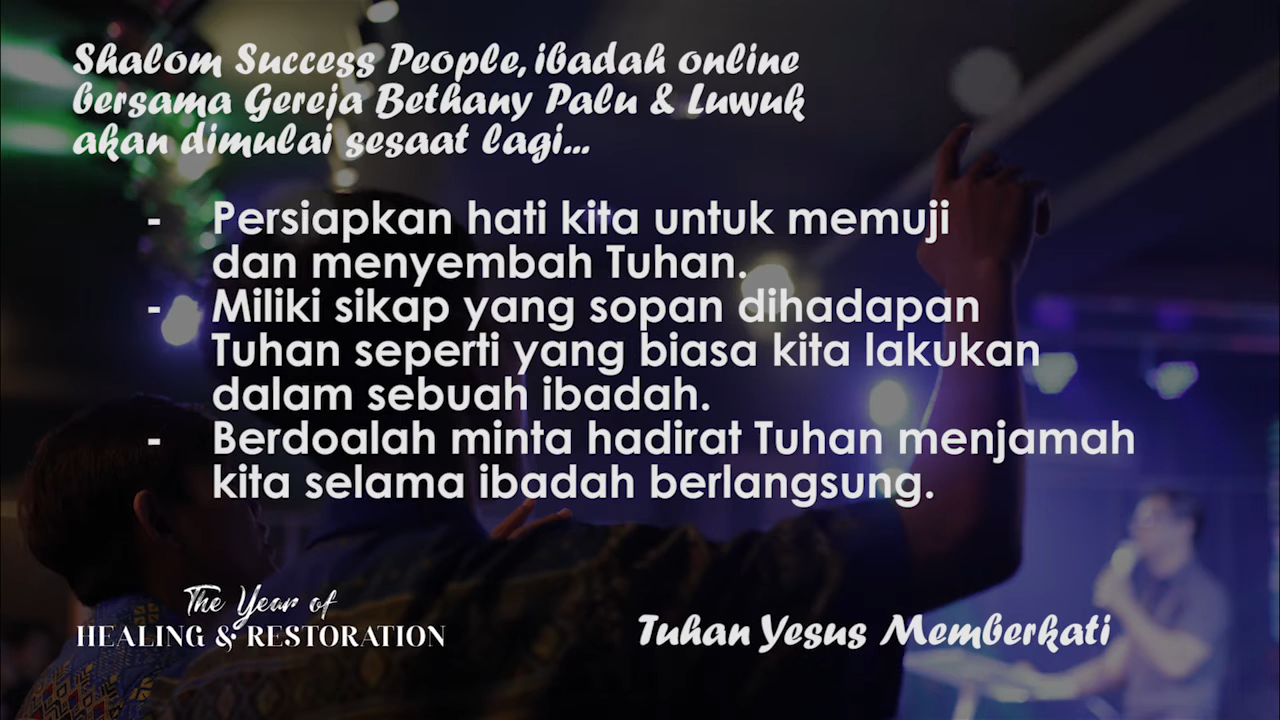 Shalom Success People, ibadah online
bersama Gereja Bethany Palu & Luwuk
akan dimulai sesaat lagi...
- Persiapkan hati kita untuk memuji
dan menyembah Tuhan.
- Miliki sikap yang sopan dihadapan
Tuhan seperti yang biasa kita lakukan
dalam sebuah ibadah.
- Berdoalah minta hadirat Tuhan menjamah
kita selama ibadah berlangsung.
The Year of
HEALING & RESTORATION
Tuhan Yesus Memberkati